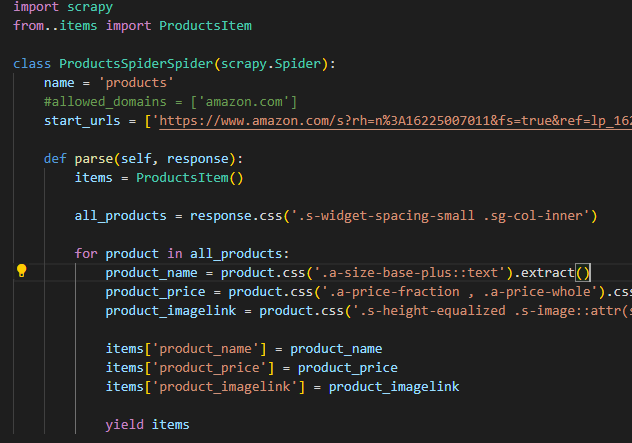 import scrapy
from..items import ProductsItem
class ProductsSpiderSpider(scrapy.Spider):
name = 'products'
#allowed_domains = ['amazon.com']
start_urls = ['https://www.amazon.com/s?rh=n%3A16225007011&fs=true&ref=lp_162
def parse(self, response):
items = ProductsItem()
all_products = response.css('.s-widget-spacing-small .sg-col-inner')
for product in all_products:
product_name = product.css('.a-size-base-plus::text').extract()
product_price = product.css('.a-price-fraction , .a-price-whole').css
product_imagelink = product.css('.s-height-equalized .s-image::attr(s
items['product_name'] = product_name
items['product_price'] = product_price
items['product_imagelink'] = product_imagelink
yield items